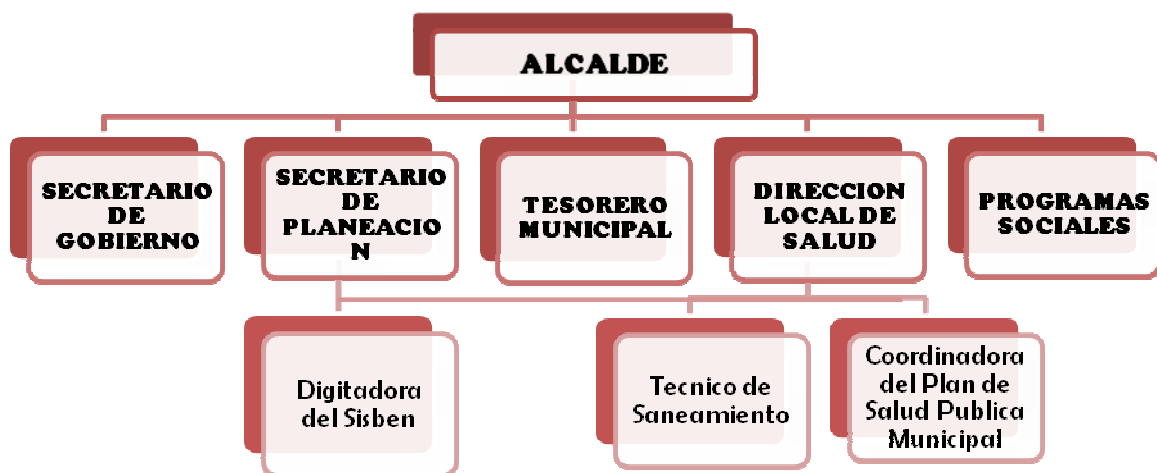 ALCALDE
SECRETARIO
DE
GOBIERNO
SECRETARIO
DE
PLANEACIO
N
TESORERO
MUNICIPAL
DIRECCION
LOCAL DE
SALUD
PROGRAMAS
SOCIALES
Digitadora
del Sisben
Tecnico de
Saneamiento
Coordinadora
del Plan de
Salud Publica
Municipal